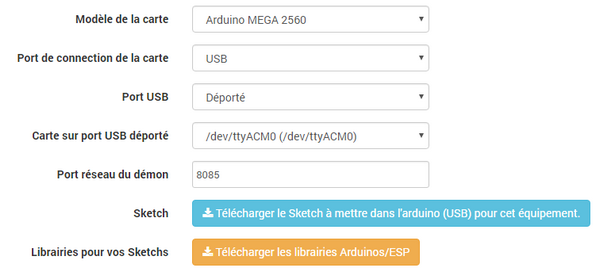 Modèle de la carte Arduino MEGA 2560
Port de connection de la carte USB
Port USB Déporté
Carte sur port USB déporté /dev/ttyACM0 (/dev/ttyACM0)
Port réseau du démon 8085
Sketch Télécharger le Sketch à mettre dans l'arduino (USB) pour cet équipement.
Librairies pour vos Sketchs Télécharger les librairies Arduinos/ESP